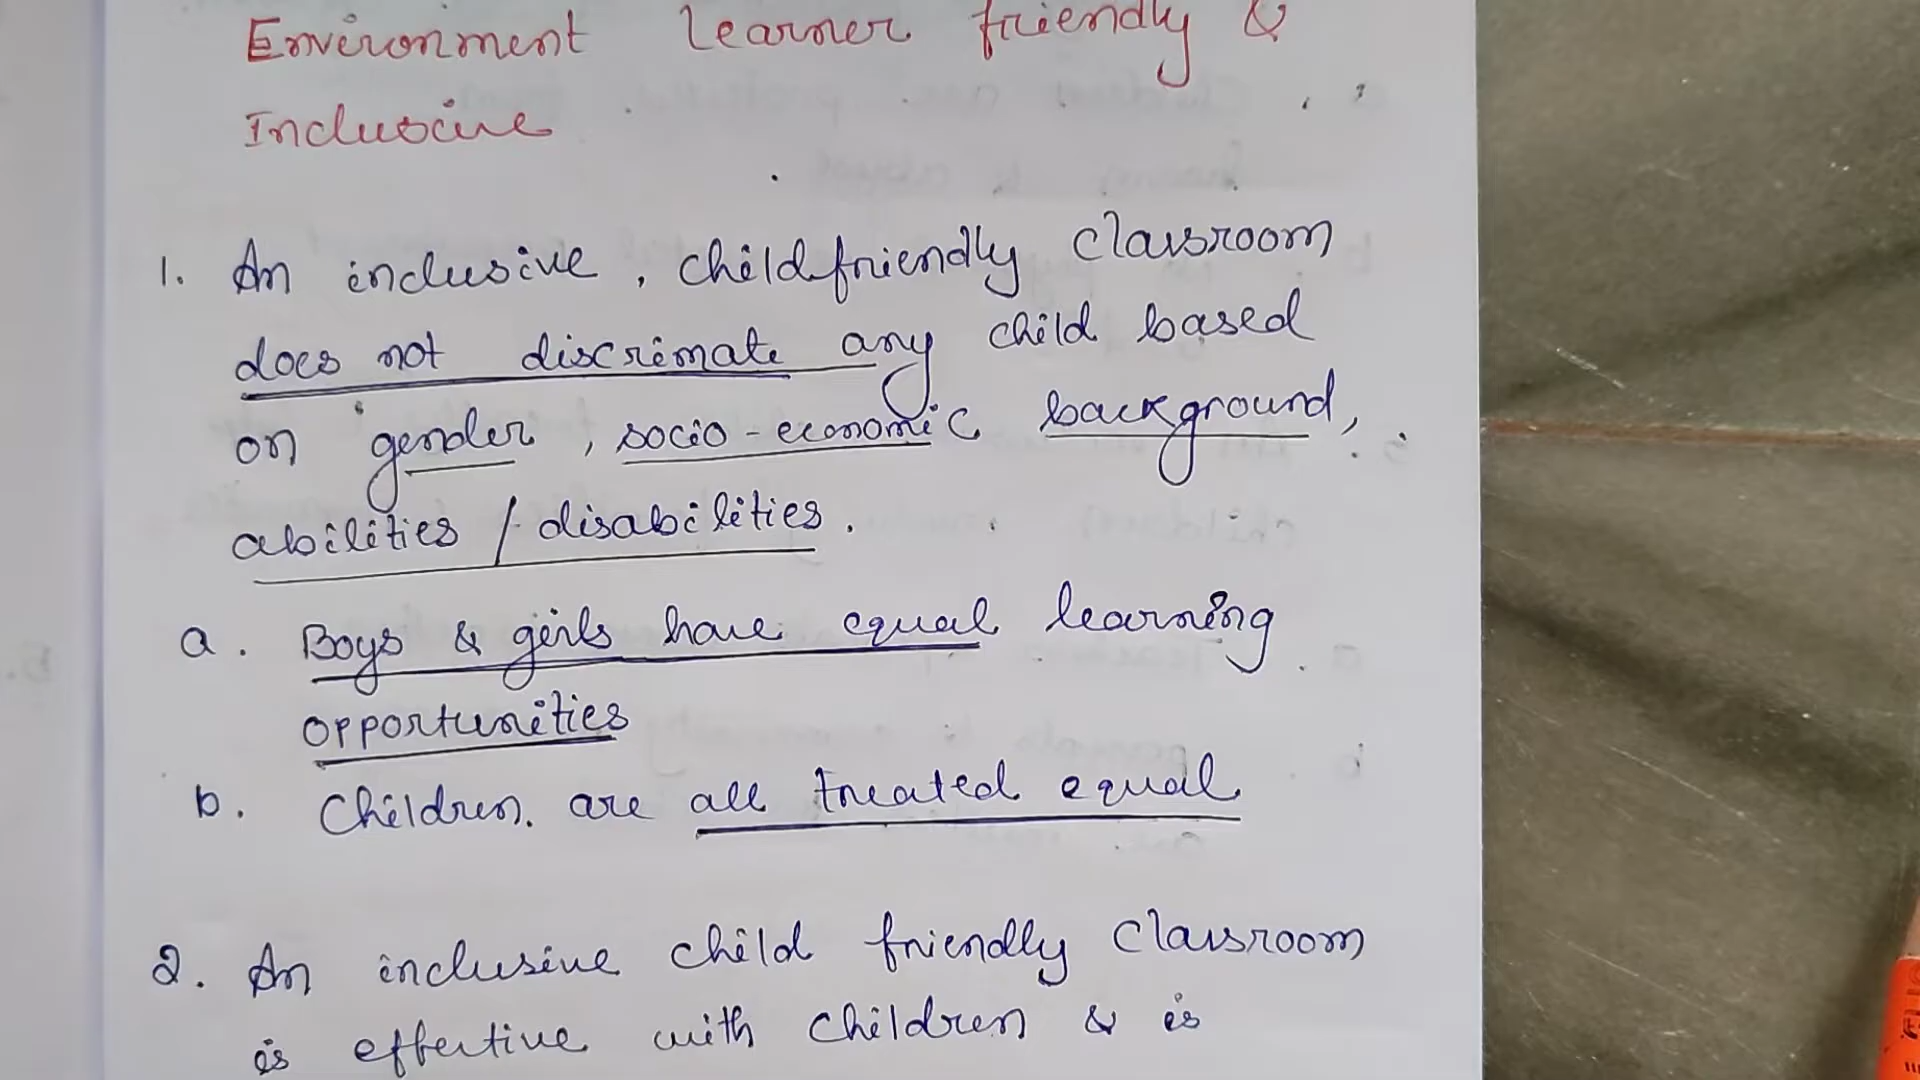 Environment learner friendly &
Inclusive
1. An inclusive, childfriendly classroom
does not discrimate any child based
on gender, socio-economic background,
abilities / disabilities.
a. Boys & girls have equal learning
opportunities
b. Children. are all treated equal
2. An inclusive child friendly classroom
is effective with children & is